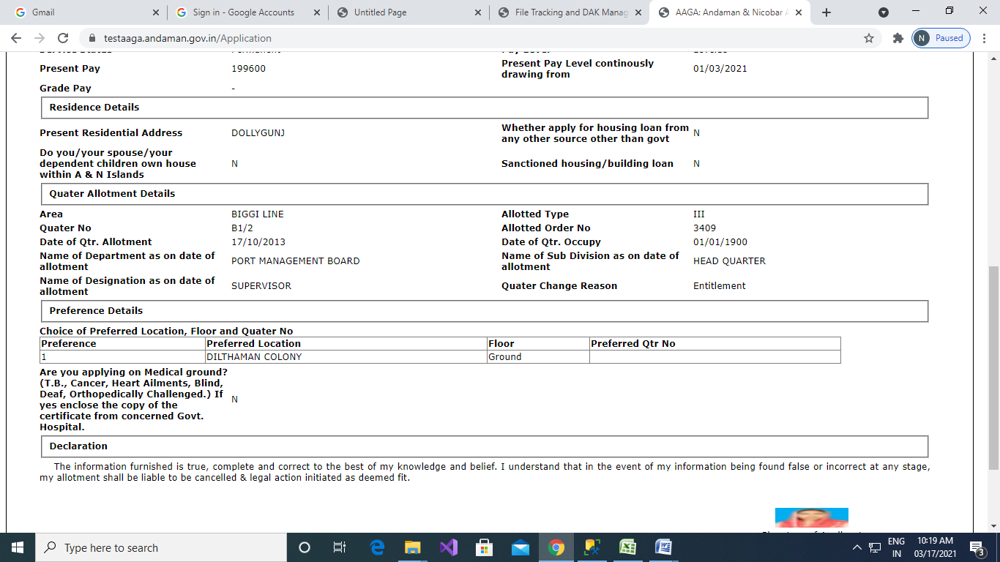 Gmail
Sign in - Google Accounts
Untitled Page
File Tracking and DAK Manag
AAGA: Andaman & Nicobar A
testaaga.andaman.gov.in/Application
N Paused
Present Pay 199600 Present Pay Level continously drawing from 01/03/2021
Grade Pay -
Residence Details
Present Residential Address DOLLYGUNJ Whether apply for housing loan from any other source other than govt N
Do you/your spouse/your
dependent children own house
within A & N Islands N Sanctioned housing/building loan N
Quater Allotment Details
Area BIGGI LINE Allotted Type III
Quater No B1/2 Allotted Order No 3409
Date of Qtr. Allotment 17/10/2013 Date of Qtr. Occupy 01/01/1900
Name of Department as on date of
allotment PORT MANAGEMENT BOARD Name of Sub Division as on date of
allotment HEAD QUARTER
Name of Designation as on date of
allotment SUPERVISOR Quater Change Reason Entitlement
Preference Details
Choice of Preferred Location, Floor and Quater No
Preference Preferred Location Floor Preferred Qtr No
1 DILTHAMAN COLONY Ground
Are you applying on Medical ground?
(T.B., Cancer, Heart Ailments, Blind,
Deaf, Orthopedically Challenged.) If
yes enclose the copy of the
certificate from concerned Govt.
Hospital. N
Declaration
The information furnished is true, complete and correct to the best of my knowledge and belief. I understand that in the event of my information being found false or incorrect at any stage,
my allotment shall be liable to be cancelled & legal action initiated as deemed fit.
Type here to search
ENG
IN
10:19 AM
03/17/2021
3